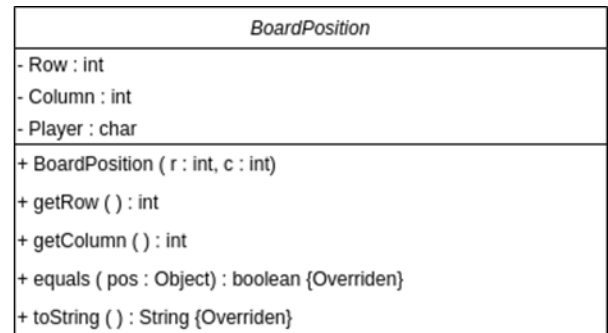 BoardPosition
- Row : int
- Column : int
- Player : char
+ BoardPosition ( r : int, c : int)
+ getRow ( ) : int
+ getColumn ( ) : int
+ equals ( pos : Object) : boolean {Overriden}
+ toString ( ) : String {Overriden}